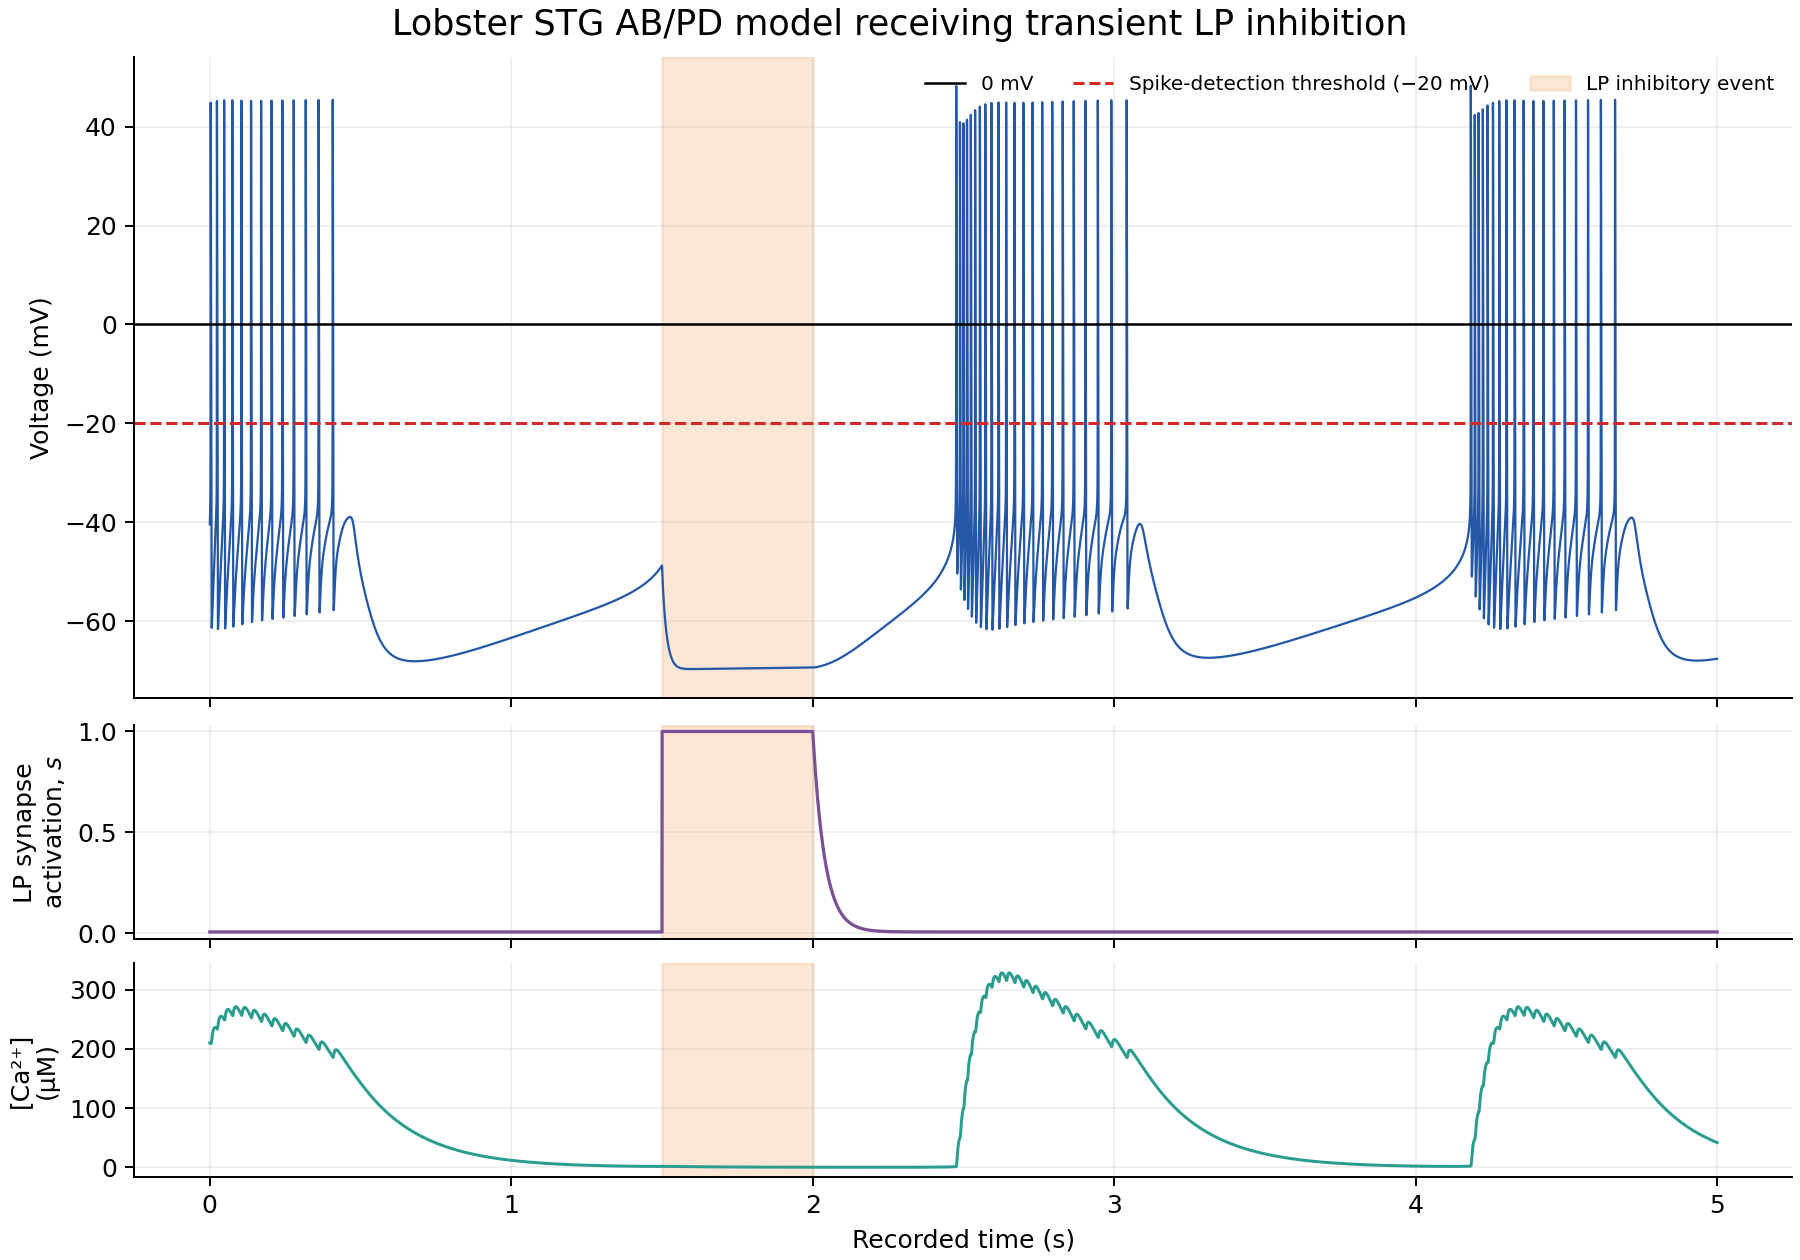 Lobster STG AB/PD model receiving transient LP inhibition
0 mV
Spike-detection threshold (−20 mV)
LP inhibitory event
Voltage (mV)
40
20
0
−20
−40
−60
LP synapse
activation, s
1.0
0.5
0.0
[Ca²⁺]
(μM)
300
200
100
0
0
1
2
3
4
5
Recorded time (s)